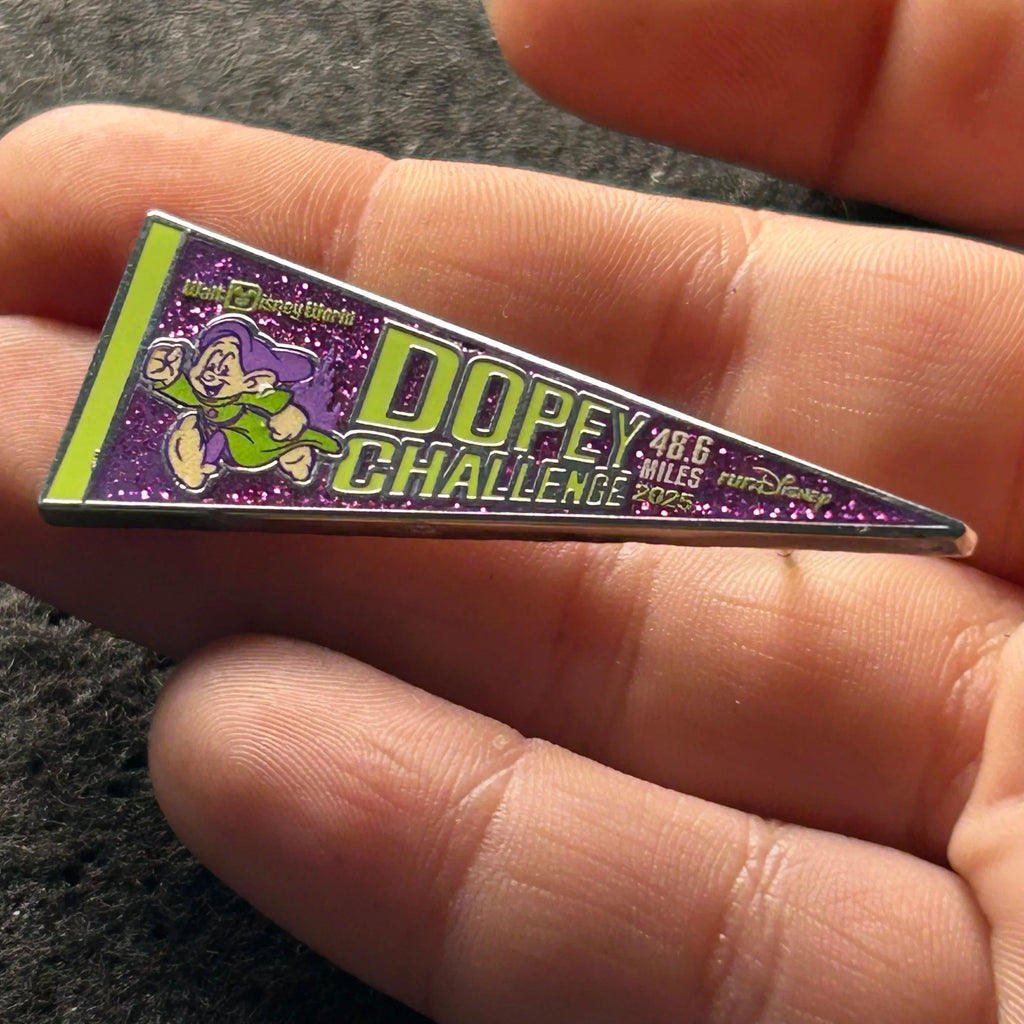 Walt Disney World
DOPEY
CHALLENGE
48.6
MILES
2025
runDisney